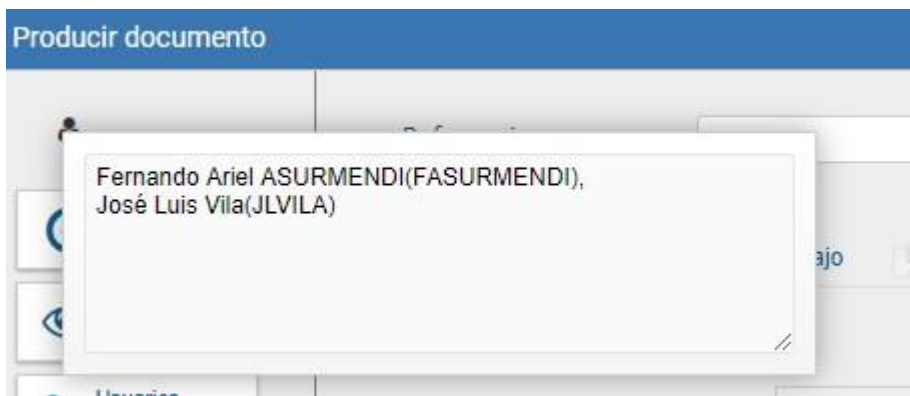 Producir documento
Fernando Ariel ASURMENDI(FASURMENDI),
José Luis Vila(JLVILA)
ajo